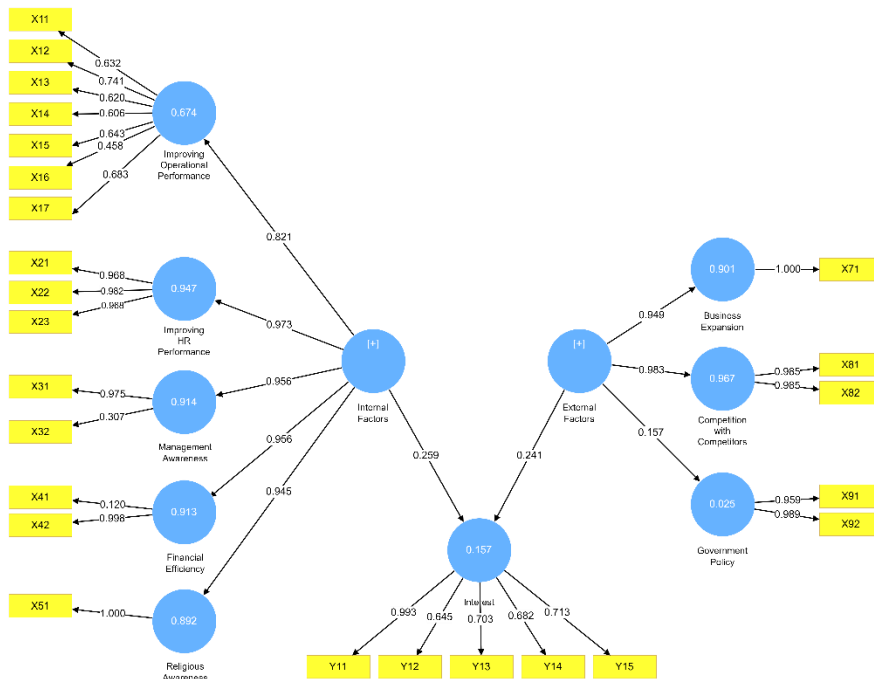 X11
X12
X13
X14
X15
X16
X17
0.632
0.741
0.620
0.606
0.643
0.458
0.683
0.674
Improving
Operational
Performance
0.821
X21
X22
X23
0.968
0.982
0.988
0.947
Improving
HR
Performance
0.973
X31
X32
0.975
0.307
0.914
Management
Awareness
0.956
X41
X42
0.120
0.998
0.913
Financial
Efficiency
0.956
X51
1.000
0.892
Religious
Awareness
0.945
[+]
Internal
Factors
0.259
[+]
External
Factors
0.241
0.949
0.901
Business
Expansion
1.000
X71
0.983
0.967
Competition
with
Competitors
0.985
0.985
X81
X82
0.157
0.025
Government
Policy
0.959
0.989
X91
X92
0.157
Interest
0.993
0.645
0.703
0.682
0.713
Y11
Y12
Y13
Y14
Y15